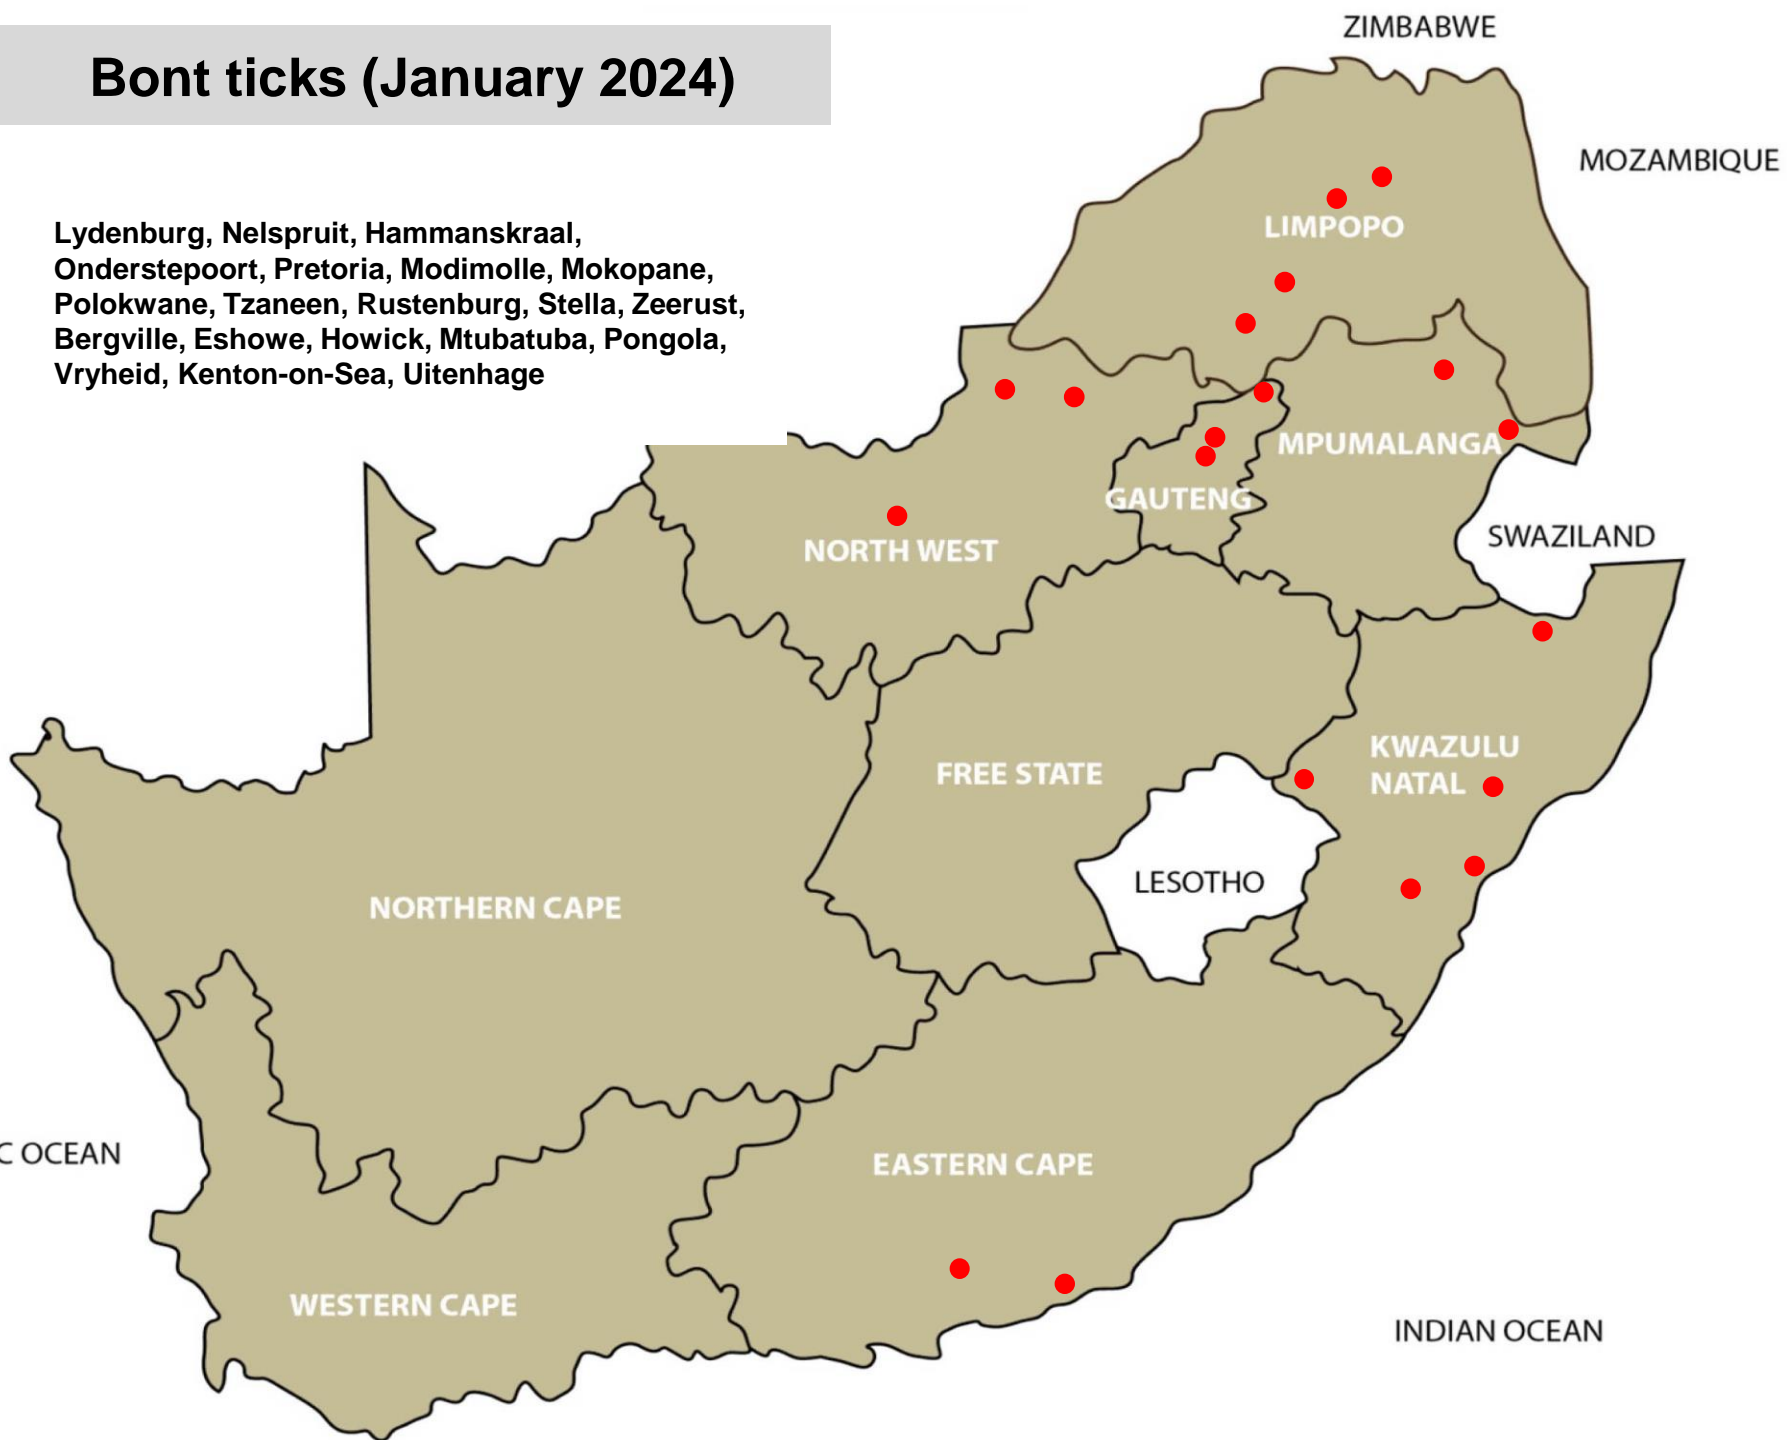 ZIMBABWE
Bont ticks (January 2024)
MOZAMBIQUE
Lydenburg, Nelspruit, Hammanskraal,
Onderstepoort, Pretoria, Modimolle, Mokopane,
Polokwane, Tzaneen, Rustenburg, Stella, Zeerust,
Bergville, Eshowe, Howick, Mtubatuba, Pongola,
Vryheid, Kenton-on-Sea, Uitenhage
LIMPOPO
MPUMALANGA
GAUTENG
SWAZILAND
NORTH WEST
KWAZULU
NATAL
FREE STATE
LESOTHO
NORTHERN CAPE
C OCEAN
EASTERN CAPE
WESTERN CAPE
INDIAN OCEAN